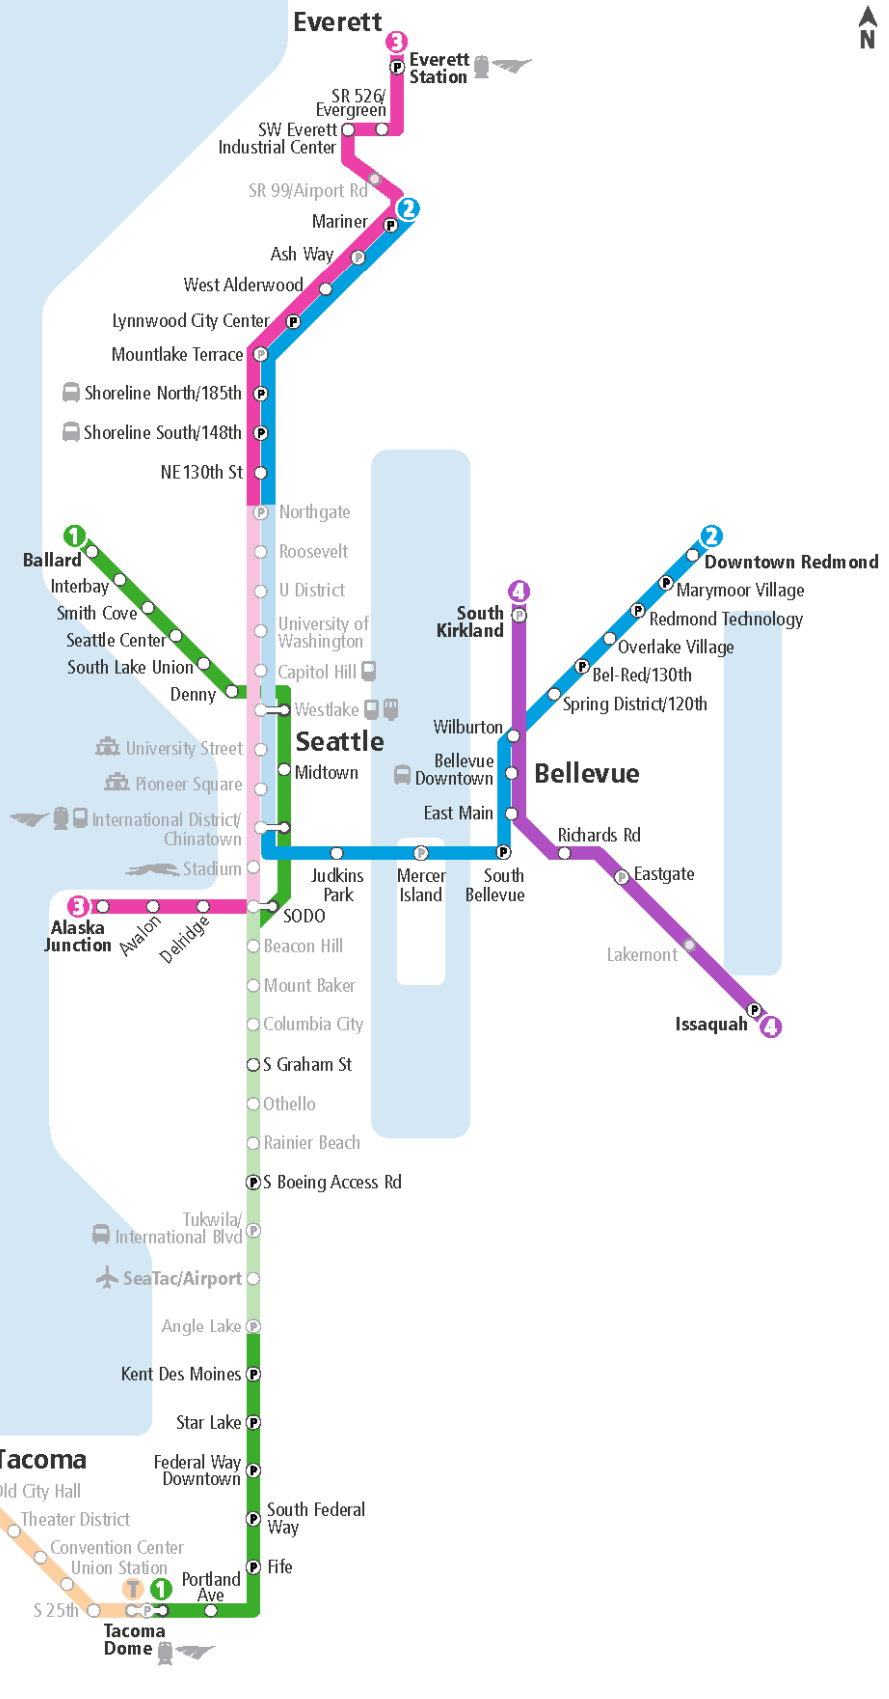 Everett
N
3
P
Everett
Station
SR 526/
Evergreen
SW Everett
Industrial Center
SR 99/Airport Rd
2
Mariner
P
Ash Way
P
West Alderwood
Lynnwood City Center
P
Mountlake Terrace
P
Shoreline North/185th
P
Shoreline South/148th
P
NE 130th St
P
Northgate
1
Ballard
Interbay
Smith Cove
Seattle Center
South Lake Union
Denny
Roosevelt
U District
University of
Washington
Capitol Hill
Westlake
Seattle
University Street
Midtown
Pioneer Square
International District/
Chinatown
Stadium
2
Downtown Redmond
P
Marymoor Village
P
Redmond Technology
Overlake Village
P
Bel-Red/130th
Spring District/120th
4
P
South
Kirkland
Wilburton
Bellevue
Downtown
Bellevue
East Main
Judkins
Park
P
Mercer
Island
P
South
Bellevue
Richards Rd
P
Eastgate
Lakemont
P
Issaquah
4
3
Alaska
Junction
Avalon
Delridge
SODO
Beacon Hill
Mount Baker
Columbia City
S Graham St
Othello
Rainier Beach
P
S Boeing Access Rd
Tukwila/
International Blvd
P
SeaTac/Airport
Angle Lake
P
Kent Des Moines
P
Star Lake
P
Federal Way
Downtown
P
P
South Federal
Way
P
Fife
Portland
Ave
Tacoma
Old City Hall
Theater District
Convention Center
Union Station
S 25th
T
1
P
Tacoma
Dome